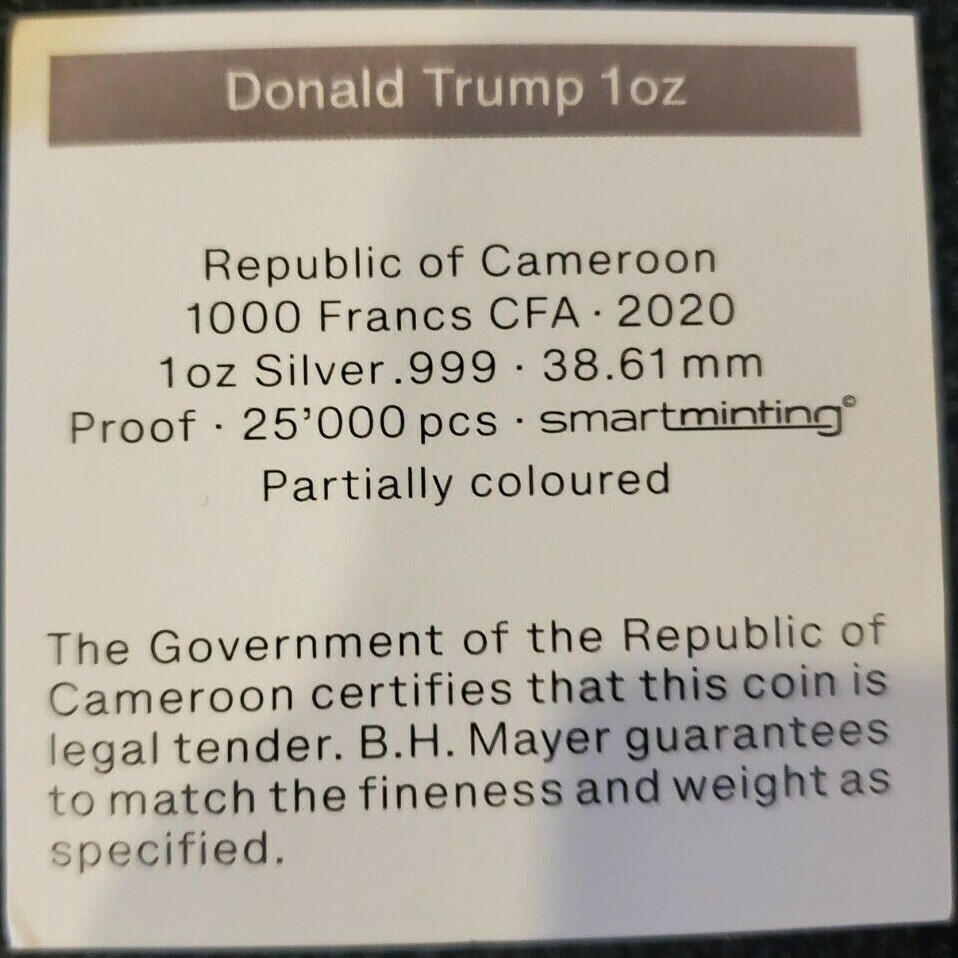 Donald Trump 1oz
Republic of Cameroon
1000 Francs CFA · 2020
1oz Silver .999 · 38.61 mm
Proof · 25’000 pcs · smartminting©
Partially coloured
The Government of the Republic of
Cameroon certifies that this coin is
legal tender. B.H. Mayer guarantees
to match the fineness and weight as
specified.